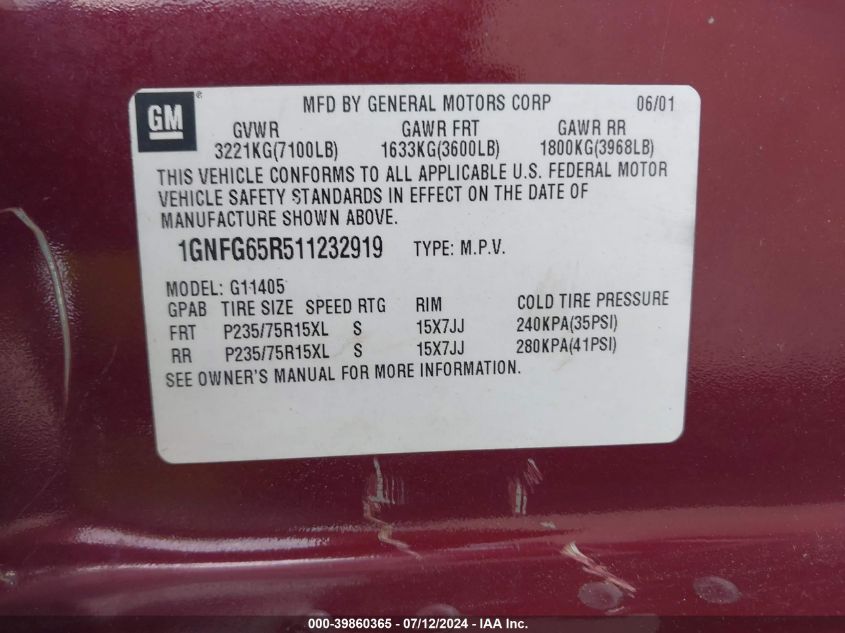 GM ® MFD BY GENERAL MOTORS CORP 06/01
GVWR GAWR FRT GAWR RR
3221KG(7100LB) 1633KG(3600LB) 1800KG(3968LB)
THIS VEHICLE CONFORMS TO ALL APPLICABLE U.S. FEDERAL MOTOR
VEHICLE SAFETY STANDARDS IN EFFECT ON THE DATE OF
MANUFACTURE SHOWN ABOVE.
1GNFG65R511232919 TYPE: M.P.V.
MODEL: G11405
GPAB TIRE SIZE SPEED RTG RIM COLD TIRE PRESSURE
FRT P235/75R15XL S 15X7JJ 240KPA(35PSI)
RR P235/75R15XL S 15X7JJ 280KPA(41PSI)
SEE OWNER'S MANUAL FOR MORE INFORMATION.
000-39860365 - 07/12/2024 - IAA Inc.